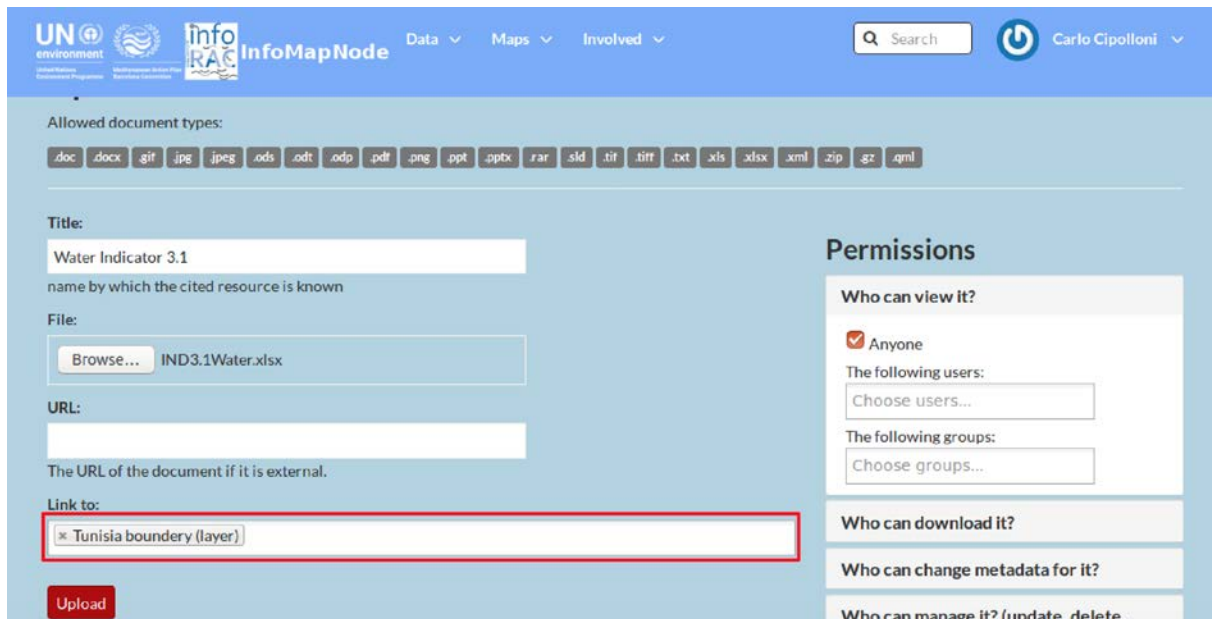 UN
environment
info
RAC
InfoMapNode
Data
Maps
Involved
Search
Carlo Cipolloni
Allowed document types:
.doc .docx .gif .jpg .jpeg .ods .odt .odp .pdf .png .ppt .pptx .rar .sld .tif .tiff .txt .xls .xlsx .xml .zip .gz .qml
Title:
Water Indicator 3.1
name by which the cited resource is known
File:
Browse... IND3.1Water.xlsx
URL:
The URL of the document if it is external.
Link to:
× Tunisia boundery (layer)
Upload
Permissions
Who can view it?
Anyone
The following users:
Choose users...
The following groups:
Choose groups...
Who can download it?
Who can change metadata for it?
Who can manage it? (update, delete